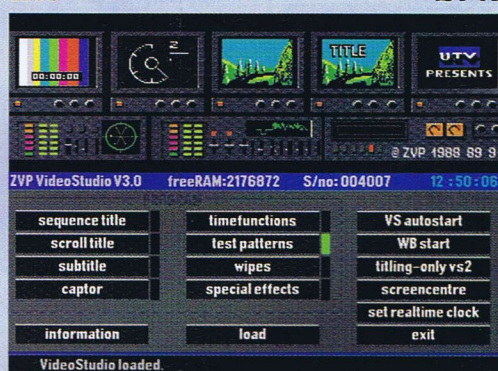 00:00:00
2
TITLE
UTV
PRESENTS
@ ZVP 1988 89 9
ZVP VideoStudio V3.0 freeRAM:2176872 S/no: 004007 12:50:06
sequence title timefunctions VS autostart
scroll title test patterns WB start
subtitle wipes titling-only vs2
captor special effects screencentre
set realtime clock
information load exit
VideoStudio loaded.